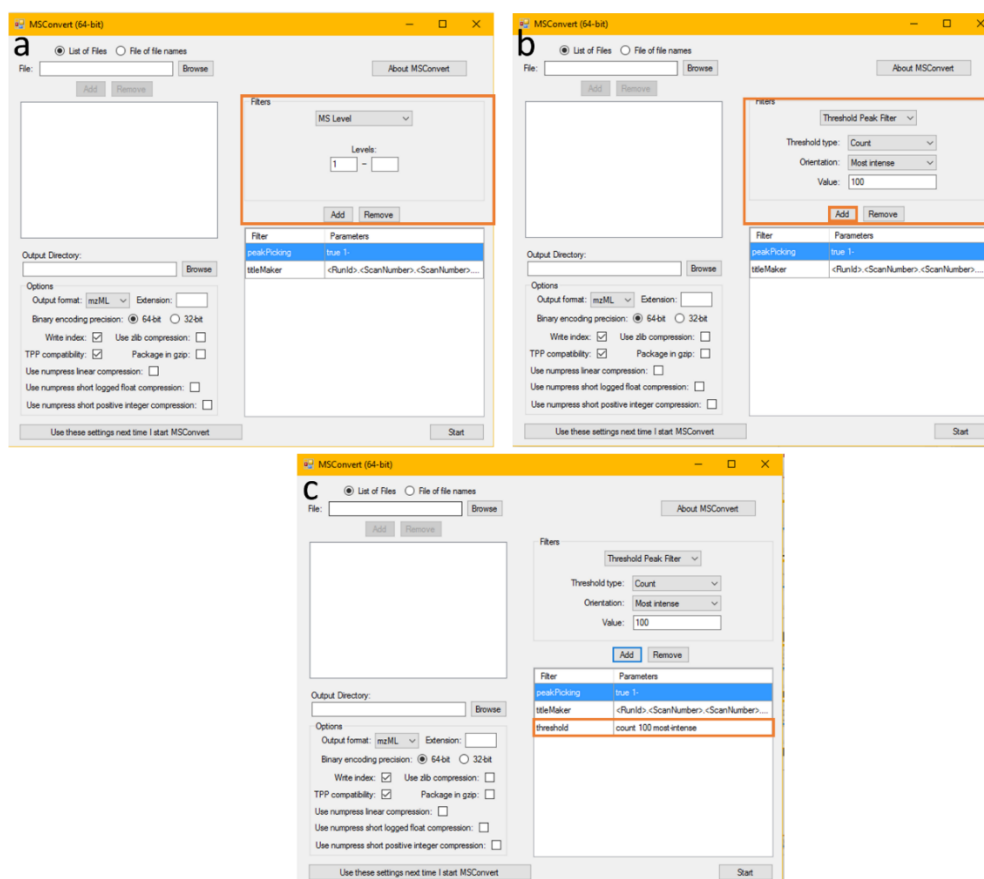 MSConvert (64-bit)
a
List of Files File of file names
File: Browse About MSConvert
Add Remove
Filters
MS Level
Levels:
1 –
Add Remove
Filter Parameters
peakPicking true 1-
titleMaker <RunId>.<ScanNumber>.<ScanNumber>....
Output Directory:
Browse
Options
Output format: mzML Extension:
Binary encoding precision: 64-bit 32-bit
Write index: Use zlib compression:
TPP compatibility: Package in gzip:
Use numpress linear compression:
Use numpress short logged float compression:
Use numpress short positive integer compression:
Use these settings next time I start MSConvert Start
MSConvert (64-bit)
b
List of Files File of file names
File: Browse About MSConvert
Add Remove
Filters
Threshold Peak Filter
Threshold type: Count
Orientation: Most intense
Value: 100
Add Remove
Filter Parameters
peakPicking true 1-
titleMaker <RunId>.<ScanNumber>.<ScanNumber>....
Output Directory:
Browse
Options
Output format: mzML Extension:
Binary encoding precision: 64-bit 32-bit
Write index: Use zlib compression:
TPP compatibility: Package in gzip:
Use numpress linear compression:
Use numpress short logged float compression:
Use numpress short positive integer compression:
Use these settings next time I start MSConvert Start
MSConvert (64-bit)
c
List of Files File of file names
File: Browse About MSConvert
Add Remove
Filters
Threshold Peak Filter
Threshold type: Count
Orientation: Most intense
Value: 100
Add Remove
Filter Parameters
peakPicking true 1-
titleMaker <RunId>.<ScanNumber>.<ScanNumber>....
threshold count 100 most-intense
Output Directory:
Browse
Options
Output format: mzML Extension:
Binary encoding precision: 64-bit 32-bit
Write index: Use zlib compression:
TPP compatibility: Package in gzip:
Use numpress linear compression:
Use numpress short logged float compression:
Use numpress short positive integer compression:
Use these settings next time I start MSConvert Start